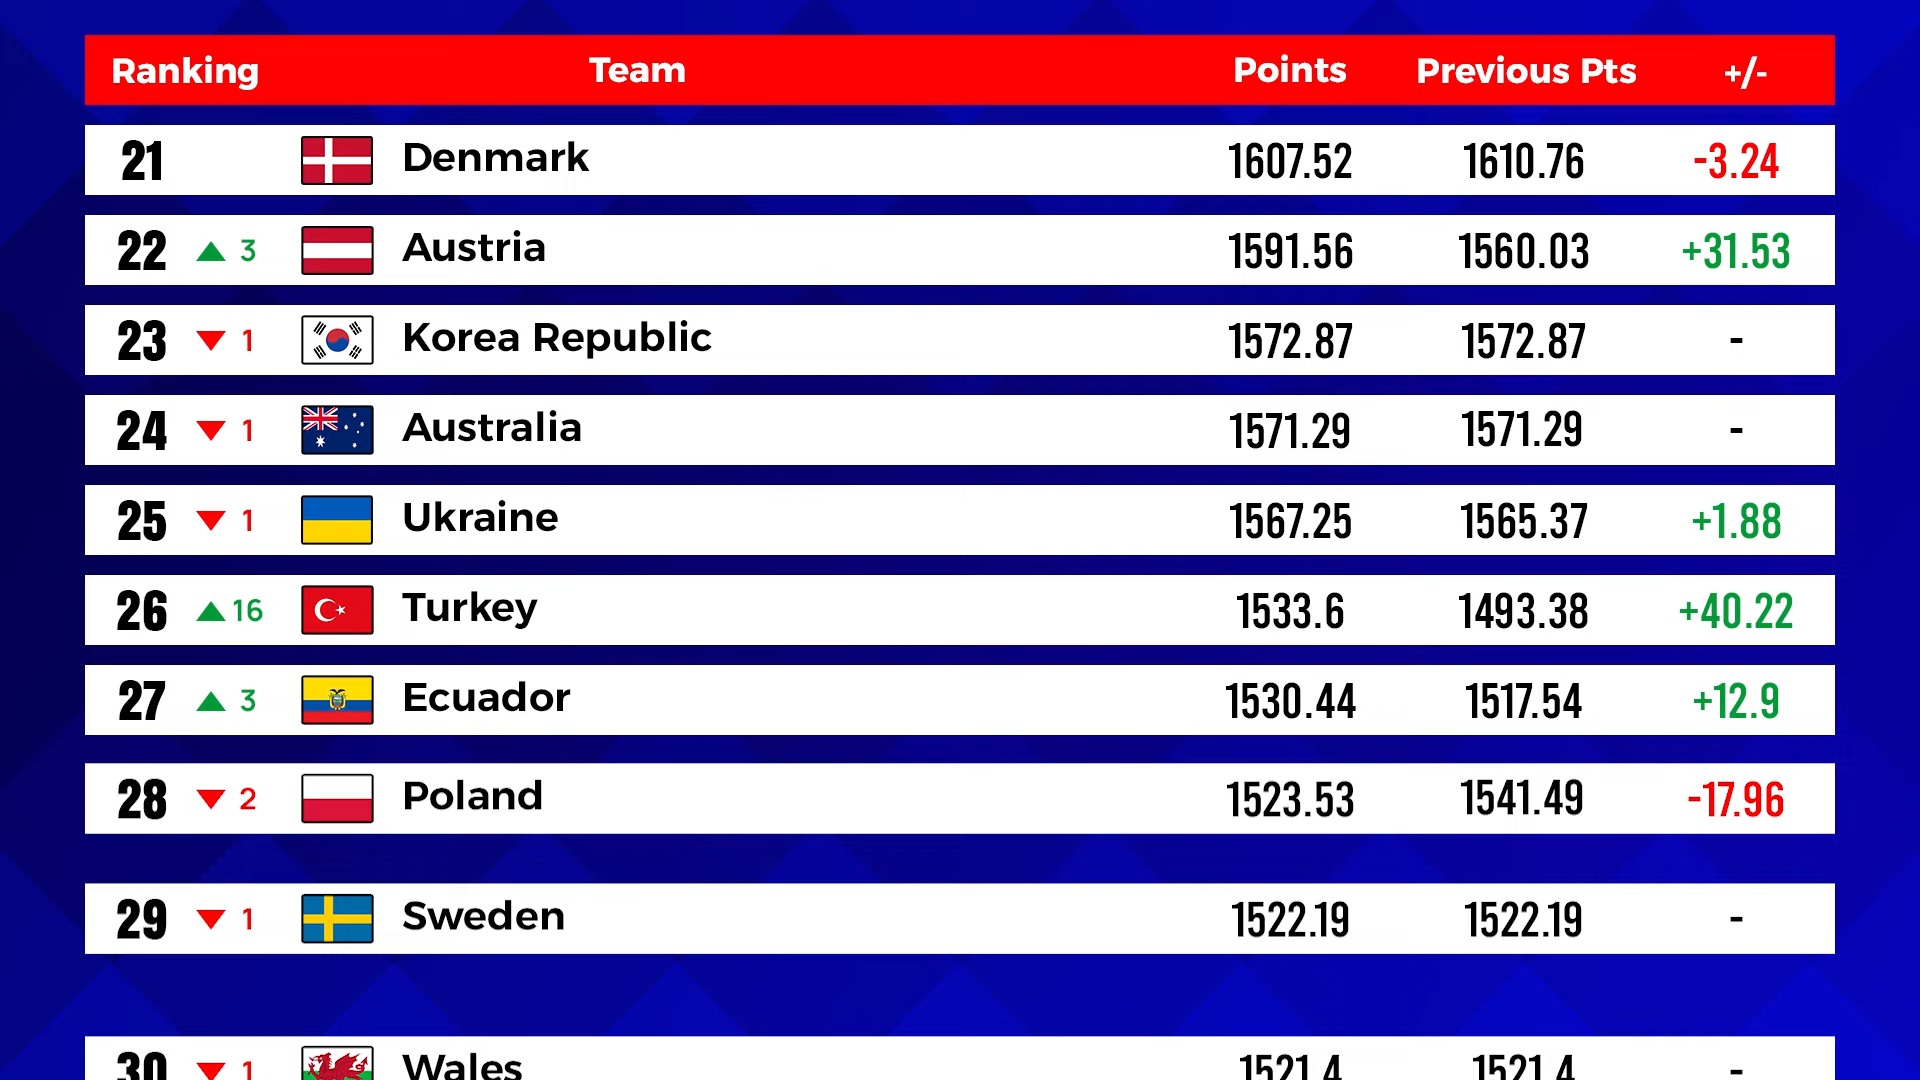 Ranking Team Points Previous Pts +/-
21 Denmark 1607.52 1610.76 -3.24
22 3 Austria 1591.56 1560.03 +31.53
23 1 Korea Republic 1572.87 1572.87 -
24 1 Australia 1571.29 1571.29 -
25 1 Ukraine 1567.25 1565.37 +1.88
26 16 Turkey 1533.6 1493.38 +40.22
27 3 Ecuador 1530.44 1517.54 +12.9
28 2 Poland 1523.53 1541.49 -17.96
29 1 Sweden 1522.19 1522.19 -
30 1 Wales 1521.4 1521.4 -